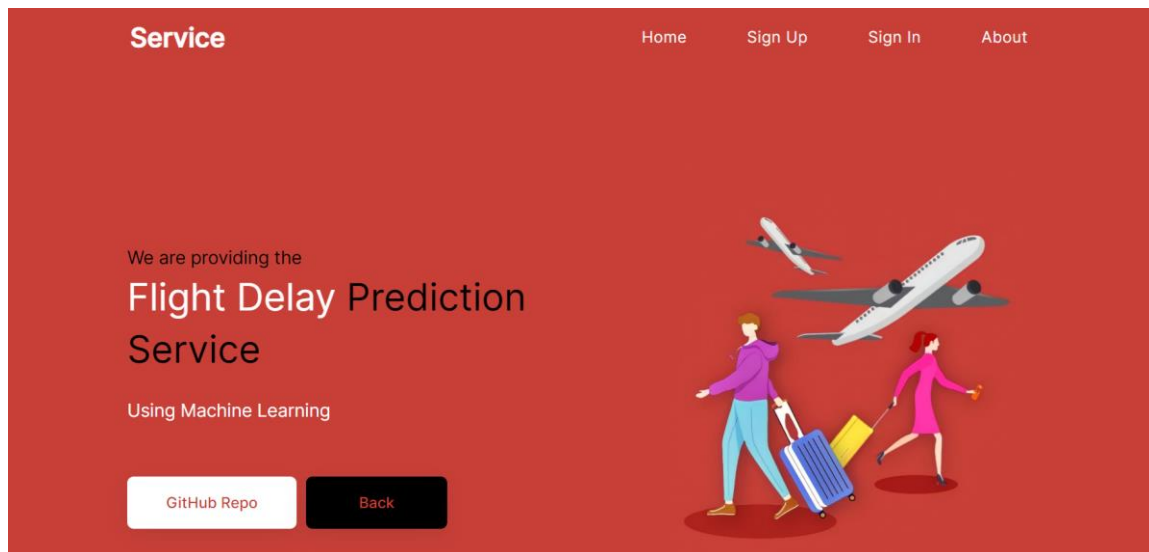 Service
Home
Sign Up
Sign In
About
We are providing the
Flight Delay Prediction
Service
Using Machine Learning
GitHub Repo
Back